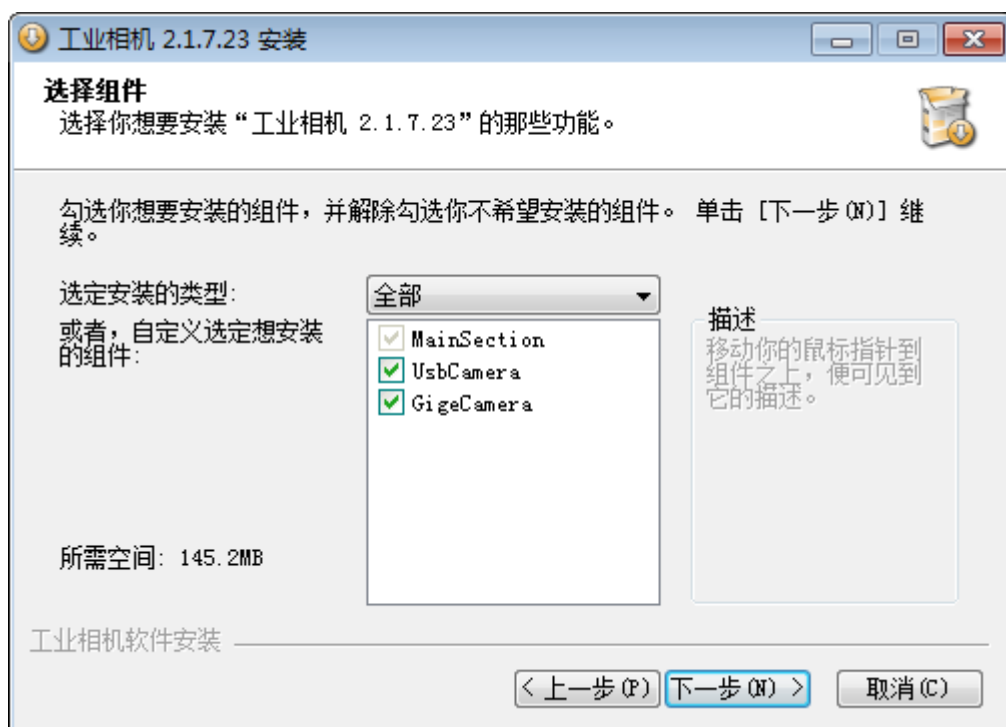 工业相机 2.1.7.23 安装
选择组件
选择你想要安装“工业相机 2.1.7.23”的那些功能。
勾选你想要安装的组件，并解除勾选你不希望安装的组件。 单击 [下一步(N)] 继
续。
选定安装的类型:
全部
或者，自定义选定想安装
的组件:
MainSection
UsbCamera
GigeCamera
描述
移动你的鼠标指针到
组件之上，便可见到
它的描述。
所需空间: 145.2MB
工业相机软件安装
< 上一步(P)
下一步(N) >
取消(C)